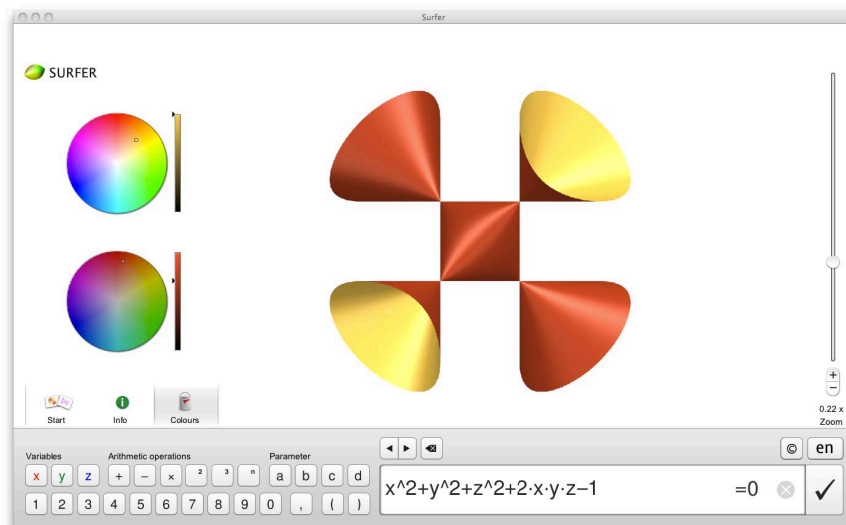 Surfer
SURFER
+
−
0.22 x
Zoom
Start Info Colours
© en
Variables Arithmetic operations Parameter
x y z + − × ² ³ ⁿ a b c d
1 2 3 4 5 6 7 8 9 0 , ( )
x^2+y^2+z^2+2·x·y·z−1 =0